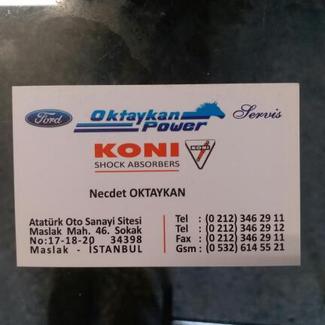 Ford Oktaykan Power Servis
KONI KONI
SHOCK ABSORBERS
Necdet OKTAYKAN
Atatürk Oto Sanayi Sitesi
Maslak Mah. 46. Sokak
No:17-18-20 34398
Maslak - İSTANBUL
Tel : (0 212) 346 29 11
Tel : (0 212) 346 29 12
Fax : (0 212) 346 29 11
Gsm : (0 532) 614 55 21